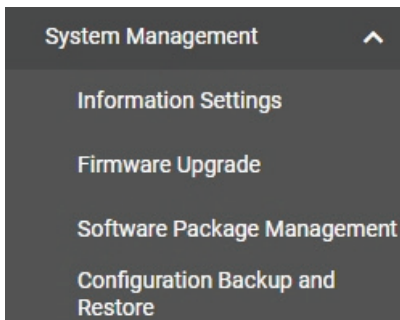 System Management
Information Settings
Firmware Upgrade
Software Package Management
Configuration Backup and
Restore